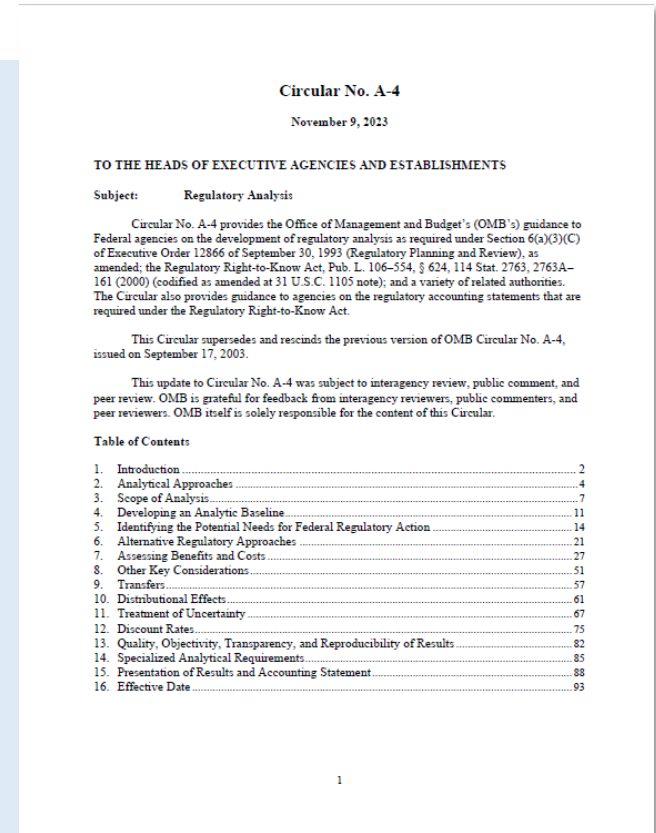 Circular No. A-4
November 9, 2023
TO THE HEADS OF EXECUTIVE AGENCIES AND ESTABLISHMENTS
Subject: Regulatory Analysis
Circular No. A-4 provides the Office of Management and Budget's (OMB's) guidance to
Federal agencies on the development of regulatory analysis as required under Section 6(a)(3)(C)
of Executive Order 12866 of September 30, 1993 (Regulatory Planning and Review), as
amended; the Regulatory Right-to-Know Act, Pub. L. 106–554, § 624, 114 Stat. 2763, 2763A–
161 (2000) (codified as amended at 31 U.S.C. 1105 note); and a variety of related authorities.
The Circular also provides guidance to agencies on the regulatory accounting statements that are
required under the Regulatory Right-to-Know Act.
This Circular supersedes and rescinds the previous version of OMB Circular No. A-4,
issued on September 17, 2003.
This update to Circular No. A-4 was subject to interagency review, public comment, and
peer review. OMB is grateful for feedback from interagency reviewers, public commenters, and
peer reviewers. OMB itself is solely responsible for the content of this Circular.
Table of Contents
1. Introduction 2
2. Analytical Approaches 4
3. Scope of Analysis 7
4. Developing an Analytic Baseline 11
5. Identifying the Potential Needs for Federal Regulatory Action 14
6. Alternative Regulatory Approaches 21
7. Assessing Benefits and Costs 27
8. Other Key Considerations 51
9. Transfers 57
10. Distributional Effects 61
11. Treatment of Uncertainty 67
12. Discount Rates 75
13. Quality, Objectivity, Transparency, and Reproducibility of Results 82
14. Specialized Analytical Requirements 85
15. Presentation of Results and Accounting Statement 88
16. Effective Date 93
1